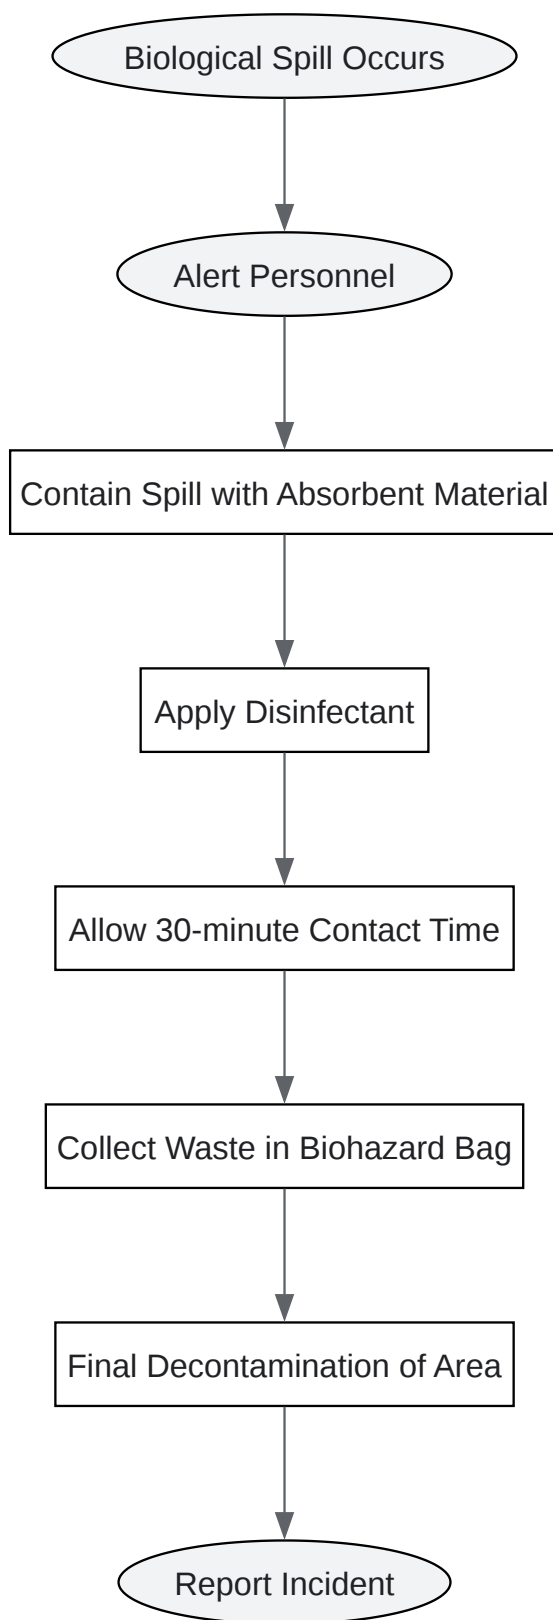 Biological Spill Occurs
Alert Personnel
Contain Spill with Absorbent Material
Apply Disinfectant
Allow 30-minute Contact Time
Collect Waste in Biohazard Bag
Final Decontamination of Area
Report Incident